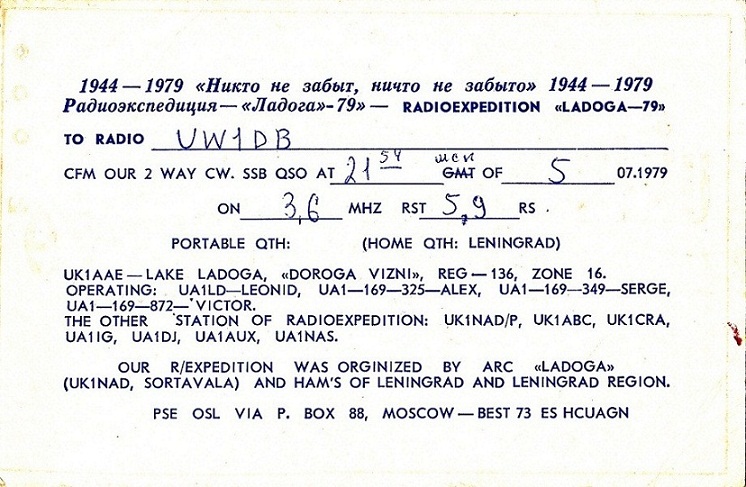 1944 — 1979 «Никто не забыт, ничто не забыто» 1944 — 1979
Радиоэкспедиция — «Ладога»- 79» — RADIOEXPEDITION «LADOGA—79»
TO RADIO UW1DB
CFM OUR 2 WAY CW. SSB QSO AT 21 54 мск GMT OF 5 07.1979
ON 3,6 MHZ RST 5,9 RS .
PORTABLE QTH: (HOME QTH: LENINGRAD)
UK1AAE — LAKE LADOGA, «DOROGA VIZNI», REG — 136, ZONE 16.
OPERATING: UA1LD—LEONID, UA1—169—325—ALEX, UA1—169—349—SERGE,
UA1—169—872—VICTOR.
THE OTHER STATION OF RADIOEXPEDITION: UK1NAD/P, UK1ABC, UK1CRA,
UA1IG, UA1DJ, UA1AUX, UA1NAS.
OUR R/EXPEDITION WAS ORGINIZED BY ARC «LADOGA»
(UK1NAD, SORTAVALA) AND HAM'S OF LENINGRAD AND LENINGRAD REGION.
PSE OSL VIA P. BOX 88, MOSCOW — BEST 73 ES HCUAGN